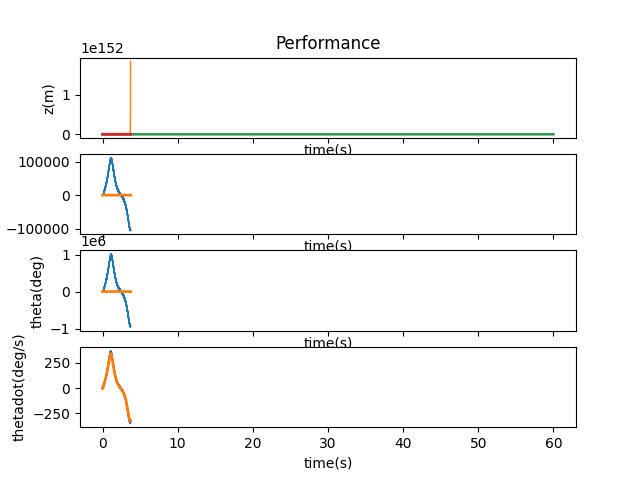 Performance
1e152
z(m)
1
0
time(s)
100000
0
−100000
time(s)
1e6
theta(deg)
1
0
−1
time(s)
thetadot(deg/s)
250
0
−250
0 10 20 30 40 50 60
time(s)